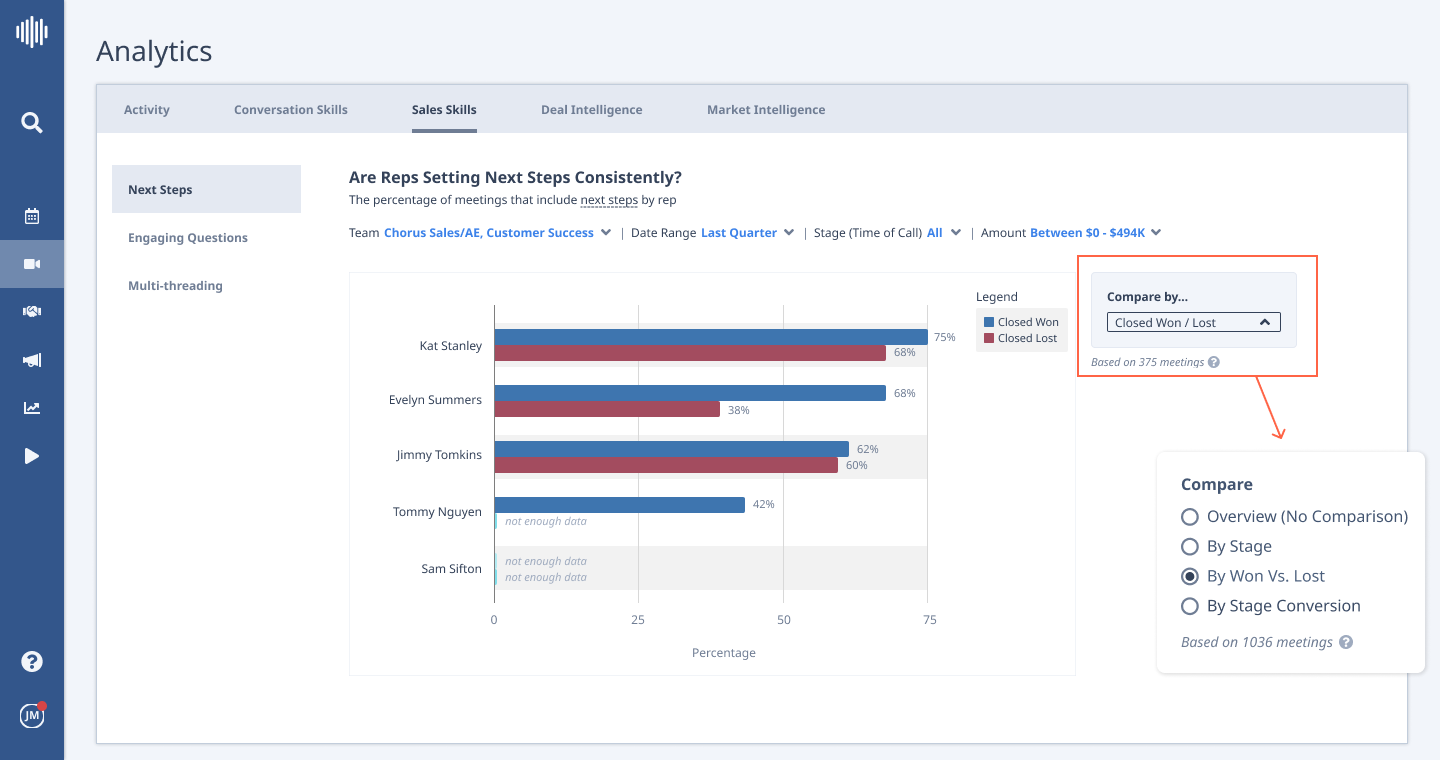 Analytics
Activity Conversation Skills Sales Skills Deal Intelligence Market Intelligence
Next Steps
Engaging Questions
Multi-threading
Are Reps Setting Next Steps Consistently?
The percentage of meetings that include next steps by rep
Team Chorus Sales/AE, Customer Success | Date Range Last Quarter | Stage (Time of Call) All | Amount Between $0 - $494K
Legend
Closed Won
Closed Lost
Kat Stanley
75%
68%
Evelyn Summers
68%
38%
Jimmy Tomkins
62%
60%
Tommy Nguyen
42%
not enough data
Sam Sifton
not enough data
not enough data
0 25 50 75
Percentage
Compare by...
Closed Won / Lost
Based on 375 meetings ?
Compare
Overview (No Comparison)
By Stage
By Won Vs. Lost
By Stage Conversion
Based on 1036 meetings ?
?
JM